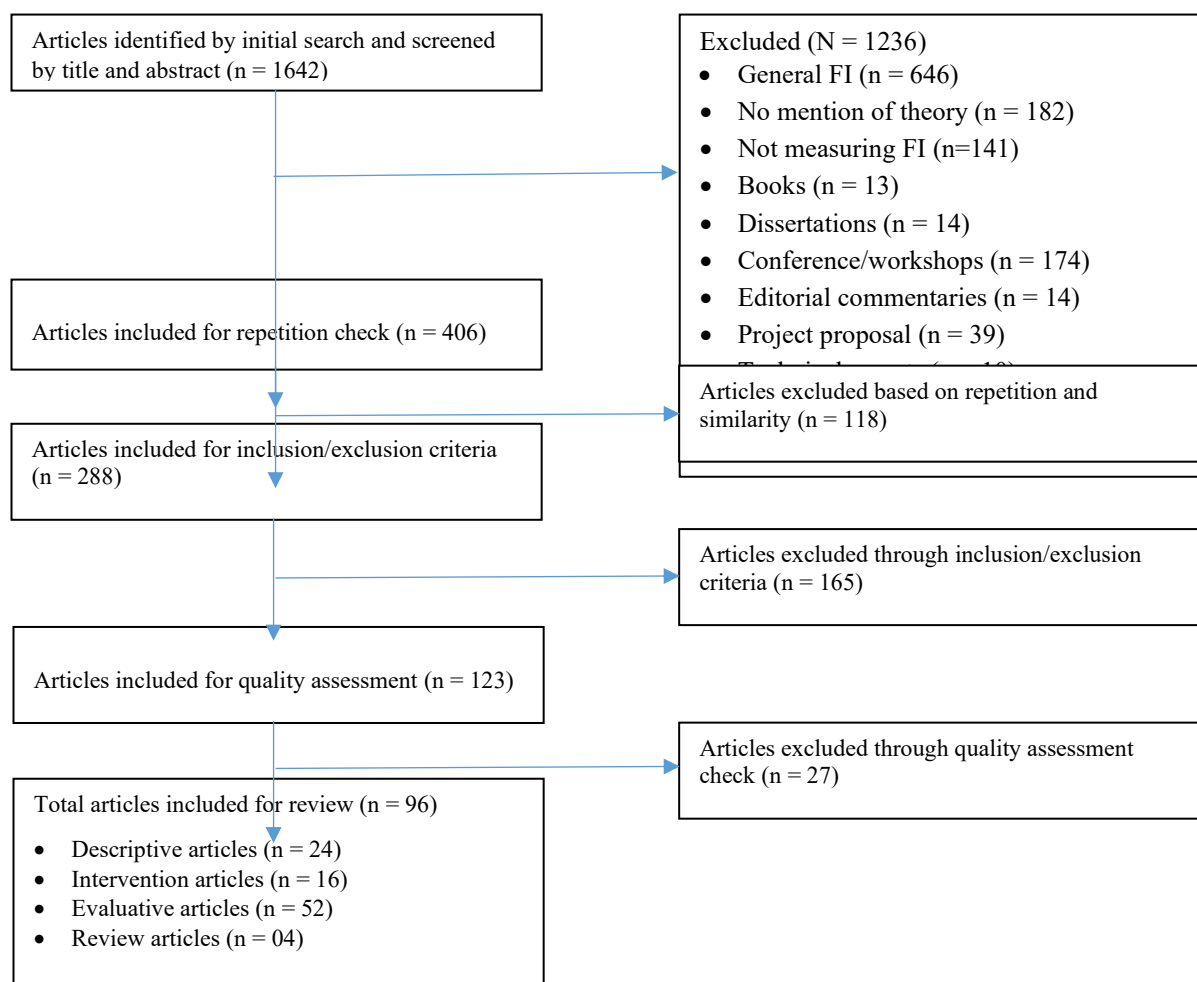 Articles identified by initial search and screened
by title and abstract (n = 1642)
Excluded (N = 1236)
• General FI (n = 646)
• No mention of theory (n = 182)
• Not measuring FI (n=141)
• Books (n = 13)
• Dissertations (n = 14)
• Conference/workshops (n = 174)
• Editorial commentaries (n = 14)
• Project proposal (n = 39)
Articles included for repetition check (n = 406)
Articles excluded based on repetition and
similarity (n = 118)
Articles included for inclusion/exclusion criteria
(n = 288)
Articles excluded through inclusion/exclusion
criteria (n = 165)
Articles included for quality assessment (n = 123)
Articles excluded through quality assessment
check (n = 27)
Total articles included for review (n = 96)
• Descriptive articles (n = 24)
• Intervention articles (n = 16)
• Evaluative articles (n = 52)
• Review articles (n = 04)